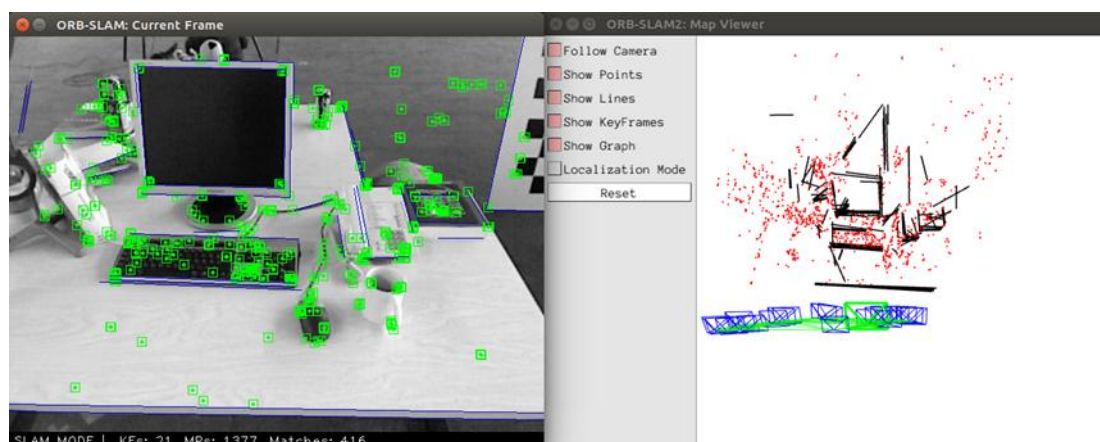 ORB-SLAM: Current Frame
ORB-SLAM2: Map Viewer
Follow Camera
Show Points
Show Lines
Show KeyFrames
Show Graph
Localization Mode
Reset
SLAM MODE | KFs: 21, MPs: 1377, Matches: 416